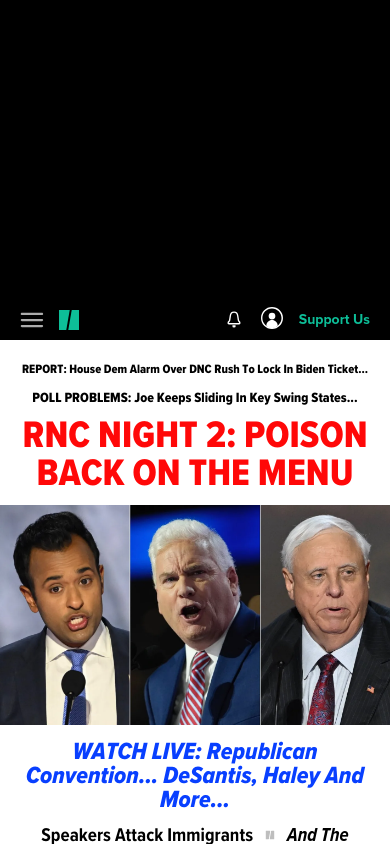 Support Us
REPORT: House Dem Alarm Over DNC Rush To Lock In Biden Ticket...
POLL PROBLEMS: Joe Keeps Sliding In Key Swing States...
RNC NIGHT 2: POISON
BACK ON THE MENU
WATCH LIVE: Republican
Convention... DeSantis, Haley And
More...
Speakers Attack Immigrants And The